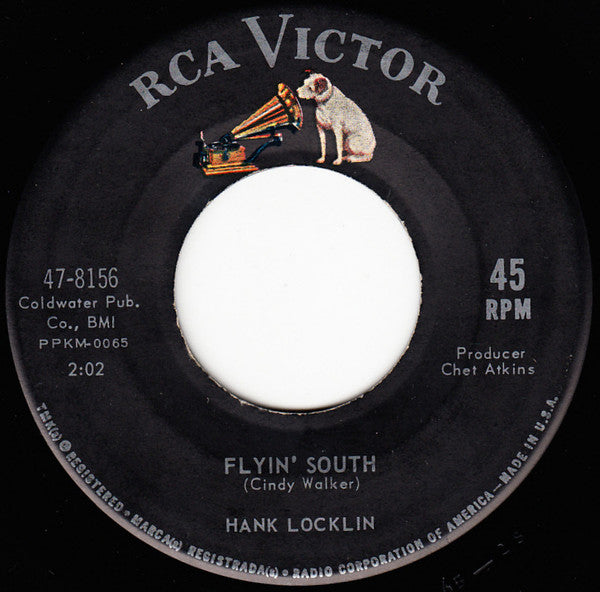 RCA VICTOR
47-8156
Coldwater Pub.
Co., BMI
PPKM-0065
2:02
45
RPM
Producer
Chet Atkins
FLYIN' SOUTH
(Cindy Walker)
HANK LOCKLIN
TMK(s) ® REGISTERED • MARCA(s) REGISTRADA(s) • RADIO CORPORATION OF AMERICA—MADE IN U.S.A.